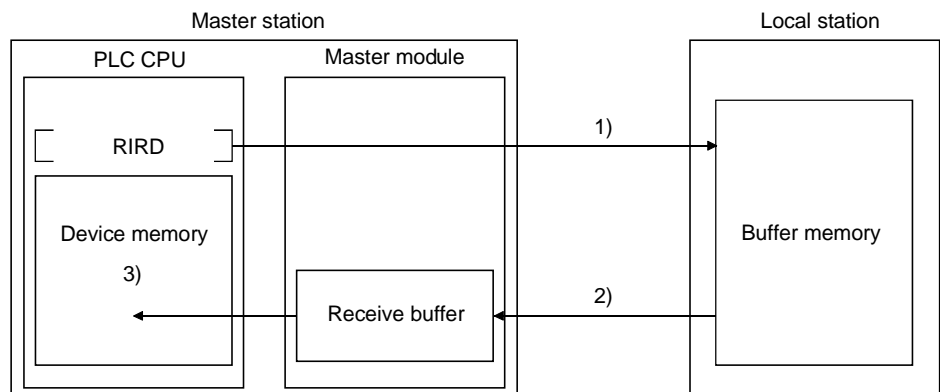 Master station
Local station
PLC CPU
Master module
RIRD
1)
Device memory
Buffer memory
3)
2)
Receive buffer